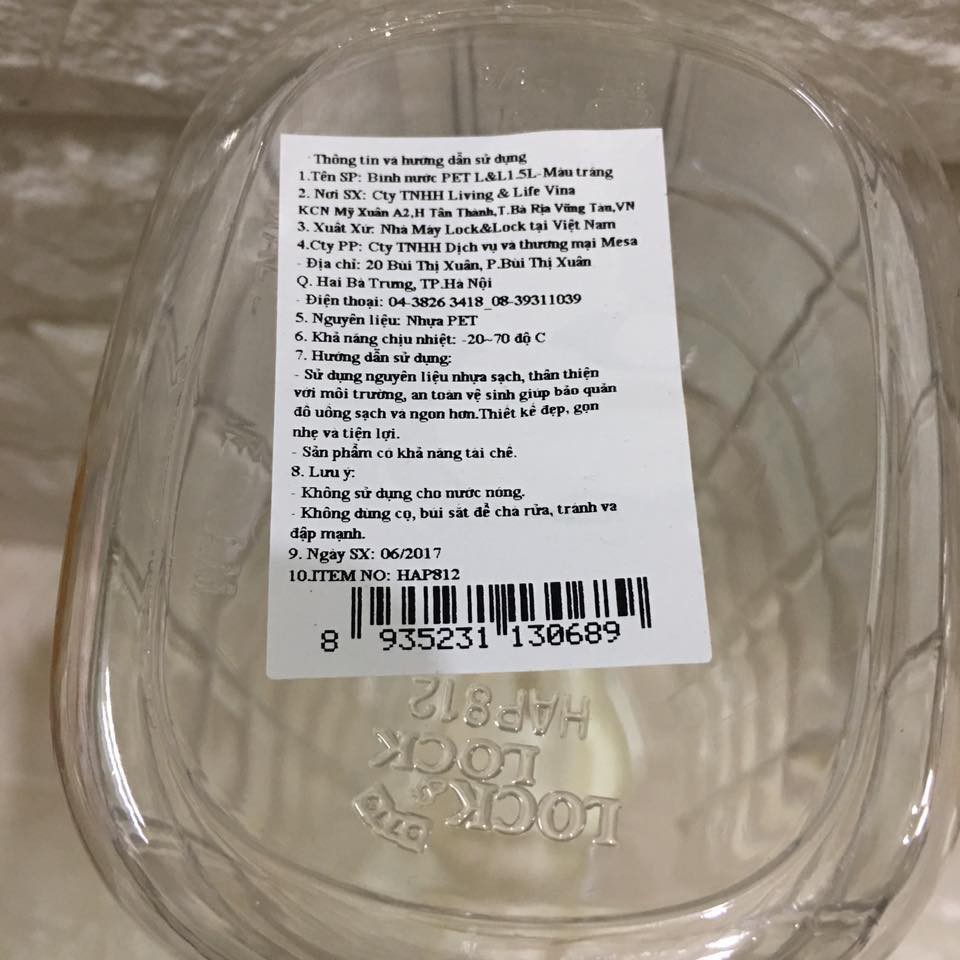 Thông tin và hướng dẫn sử dụng
1.Tên SP: Bình nước PET L&L1.5L-Màu trắng
2. Nơi SX: Cty TNHH Living & Life Vina
KCN Mỹ Xuân A2,H Tân Thành,T.Bà Rịa Vũng Tàu,VN
3. Xuất Xứ: Nhà Máy Lock&Lock tại Việt Nam
4.Cty PP: Cty TNHH Dịch vụ và thương mại Mesa
- Địa chỉ: 20 Bùi Thị Xuân, P.Bùi Thị Xuân
Q. Hai Bà Trưng, TP.Hà Nội
- Điện thoại: 04-3826 3418_08-39311039
5. Nguyên liệu: Nhựa PET
6. Khả năng chịu nhiệt: -20~70 độ C
7. Hướng dẫn sử dụng:
- Sử dụng nguyên liệu nhựa sạch, thân thiện
với môi trường, an toàn vệ sinh giúp bảo quản
đồ uống sạch và ngon hơn.Thiết kế đẹp, gọn
nhẹ và tiện lợi.
- Sản phẩm có khả năng tái chế.
8. Lưu ý:
- Không sử dụng cho nước nóng.
- Không dùng cọ, bùi sắt để chà rửa, tránh va
đập mạnh.
9. Ngày SX: 06/2017
10.ITEM NO: HAP812
8 935231 130689
HAP812
LOCK &
LOCK